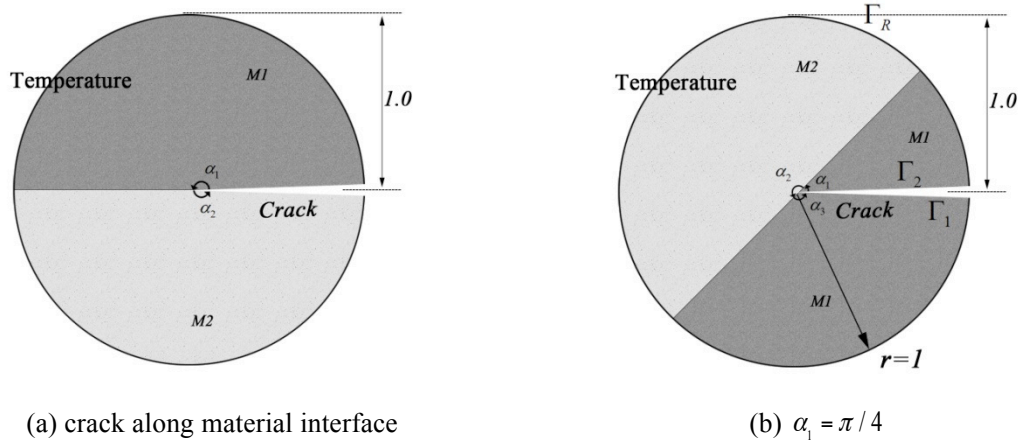 Temperature
M1
1.0
α₁
α₂
Crack
M2
(a) crack along material interface
Γ_R
M2
Temperature
1.0
M1
Γ₂
α₂
α₁
α₃
Crack
Γ₁
M1
r=1
(b) α₁ = π / 4